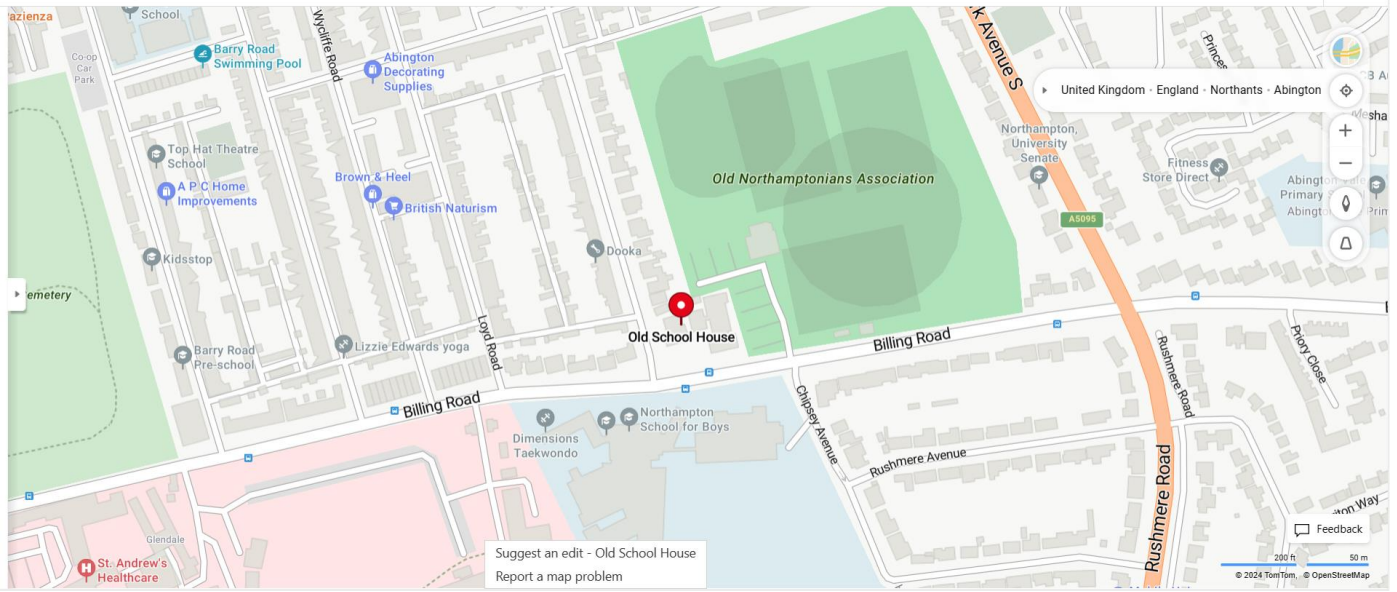 azienza
School
Co-op
Car
Park
Barry Road
Swimming Pool
Wycliffe Road
Abington
Decorating
Supplies
k Avenue S
Princes
United Kingdom · England · Northants · Abington
Northampton,
University
Senate
Top Hat Theatre
School
A P C Home
Improvements
Brown & Heel
British Naturism
Old Northamptonians Association
Fitness
Store Direct
Primary
A5095
Kidsstop
Dooka
emetery
Old School House
Billing Road
Loyd Road
Lizzie Edwards yoga
Barry Road
Pre-school
Rushmere Road
Priory Close
Billing Road
Chipsey Avenue
Northampton
School for Boys
Dimensions
Taekwondo
Rushmere Avenue
Rushmere Road
Glendale
St. Andrew's
Healthcare
Suggest an edit - Old School House
Report a map problem
Feedback
200 ft
50 m
© 2024 TomTom, © OpenStreetMap